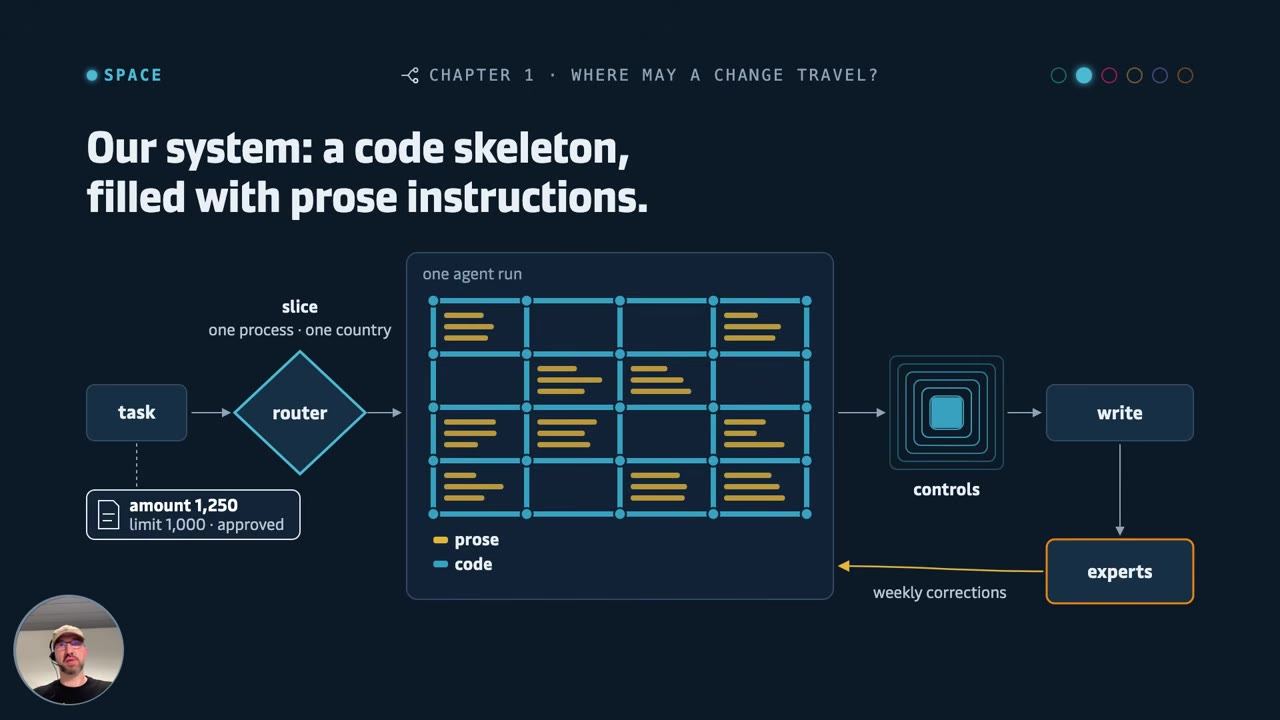 SPACE
CHAPTER 1 · WHERE MAY A CHANGE TRAVEL?
Our system: a code skeleton,
filled with prose instructions.
one agent run
slice
one process · one country
task
router
amount 1,250
limit 1,000 · approved
prose
code
controls
write
experts
weekly corrections